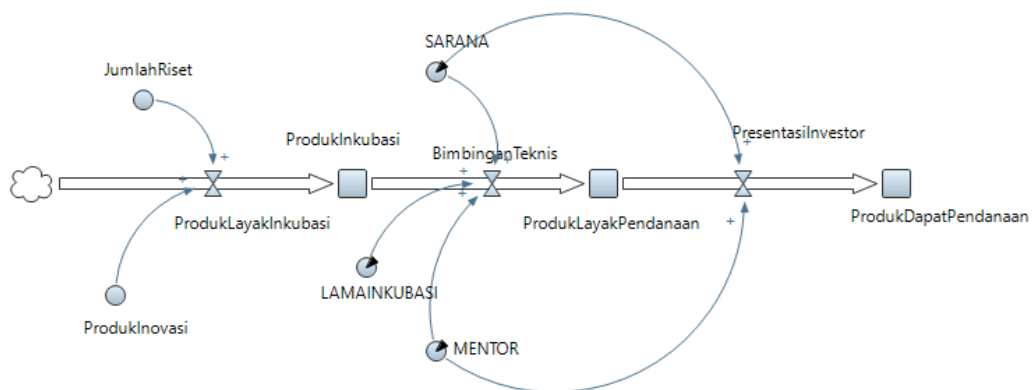 SARANA
JumlahRiset
ProdukInkubasi
BimbinganTeknis
PresentasiInvestor
+
+
+
+
+
+
+
+
ProdukLayakInkubasi
ProdukLayakPendanaan
ProdukDapatPendanaan
LAMAINKUBASI
ProdukInovasi
MENTOR